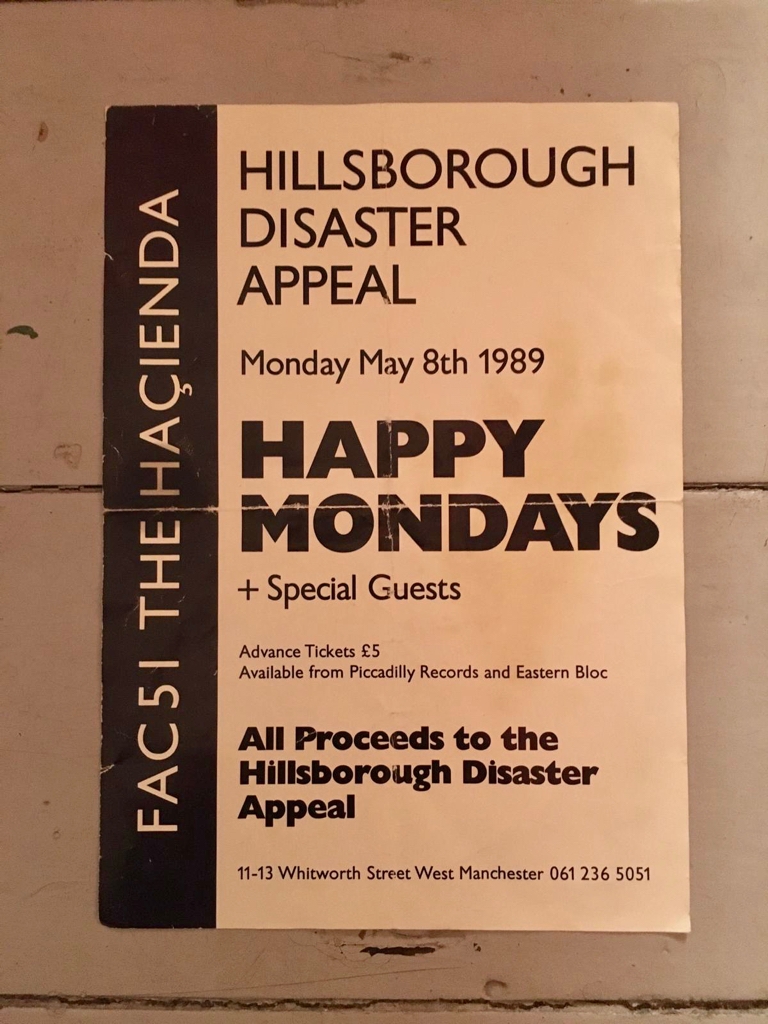 FAC51 THE HAÇIENDA
HILLSBOROUGH
DISASTER
APPEAL
Monday May 8th 1989
HAPPY
MONDAYS
+ Special Guests
Advance Tickets £5
Available from Piccadilly Records and Eastern Bloc
All Proceeds to the
Hillsborough Disaster
Appeal
11-13 Whitworth Street West Manchester 061 236 5051